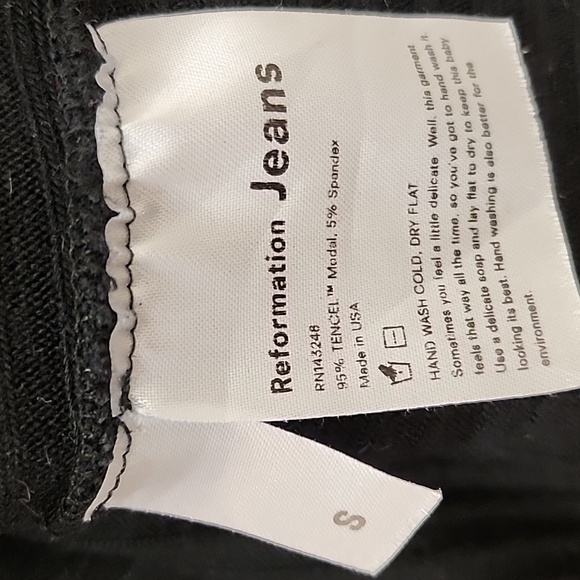 Reformation Jeans
RN143248
95% TENCEL™ Modal, 5% Spandex
Made in USA
HAND WASH COLD, DRY FLAT
Sometimes you feel a little delicate. Well, this garment
feels that way all the time, so you've got to hand wash it.
Use a delicate soap and lay flat to dry to keep this baby
looking its best. Hand washing is also better for the
environment.
S